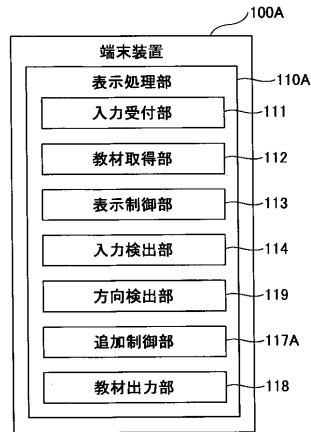 100A
端末装置
表示処理部
110A
入力受付部
111
教材取得部
112
表示制御部
113
入力検出部
114
方向検出部
119
追加制御部
117A
教材出力部
118